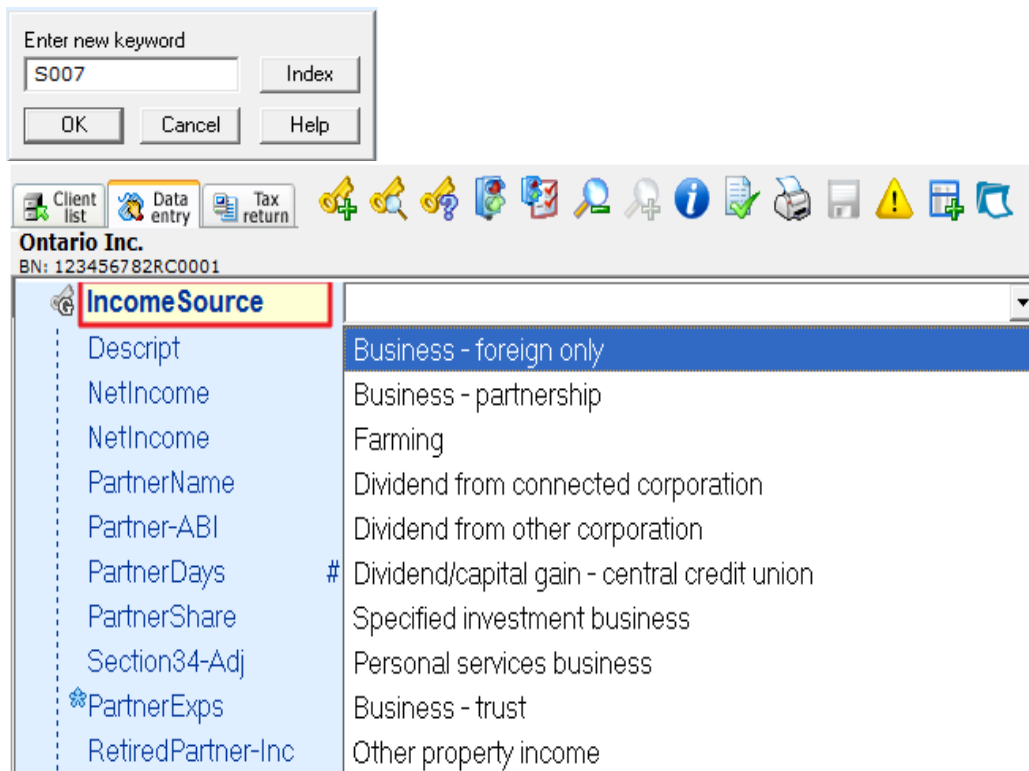 Enter new keyword
S007 Index
OK Cancel Help
Client list Data entry Tax return
Ontario Inc.
BN: 123456782RC0001
IncomeSource
Descript Business - foreign only
NetIncome Business - partnership
NetIncome Farming
PartnerName Dividend from connected corporation
Partner-ABI Dividend from other corporation
PartnerDays # Dividend/capital gain - central credit union
PartnerShare Specified investment business
Section34-Adj Personal services business
PartnerExps Business - trust
RetiredPartner-Inc Other property income